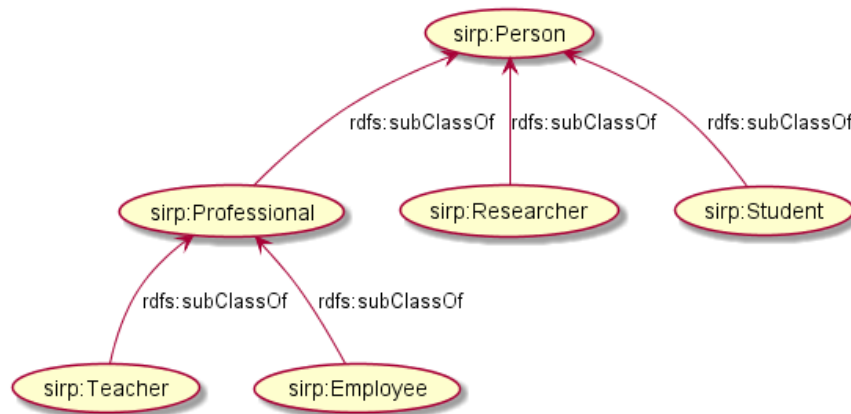 sirp:Person
rdfs:subClassOf
rdfs:subClassOf
rdfs:subClassOf
sirp:Professional
sirp:Researcher
sirp:Student
rdfs:subClassOf
rdfs:subClassOf
sirp:Teacher
sirp:Employee